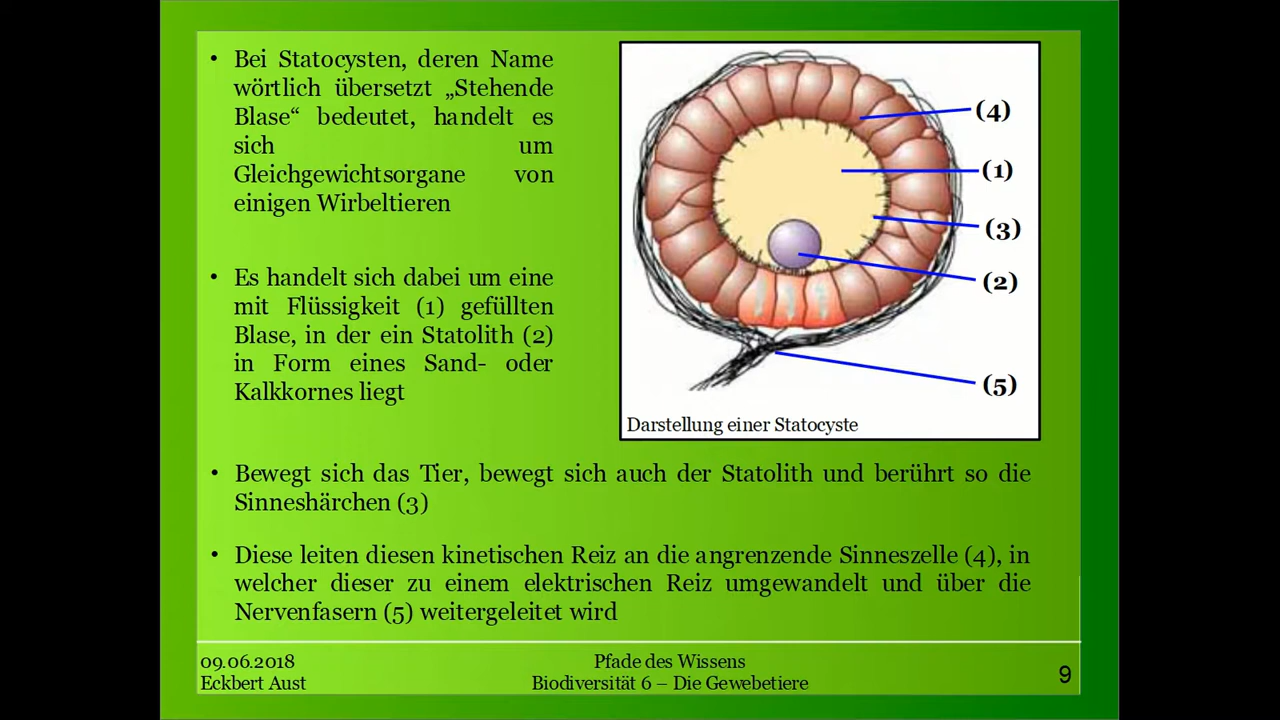 • Bei Statocysten, deren Name
wörtlich übersetzt „Stehende
Blase“ bedeutet, handelt es
sich um
Gleichgewichtsorgane von
einigen Wirbeltieren
• Es handelt sich dabei um eine
mit Flüssigkeit (1) gefüllten
Blase, in der ein Statolith (2)
in Form eines Sand- oder
Kalkkornes liegt
(4)
(1)
(3)
(2)
(5)
Darstellung einer Statocyste
• Bewegt sich das Tier, bewegt sich auch der Statolith und berührt so die
Sinneshärchen (3)
• Diese leiten diesen kinetischen Reiz an die angrenzende Sinneszelle (4), in
welcher dieser zu einem elektrischen Reiz umgewandelt und über die
Nervenfasern (5) weitergeleitet wird
09.06.2018
Eckbert Aust
Pfade des Wissens
Biodiversität 6 – Die Gewebetiere
9